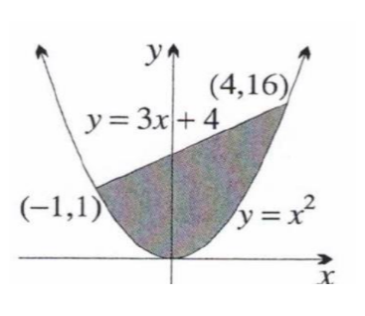 y
(4,16)
y = 3x + 4
(−1,1)
y = x²
x